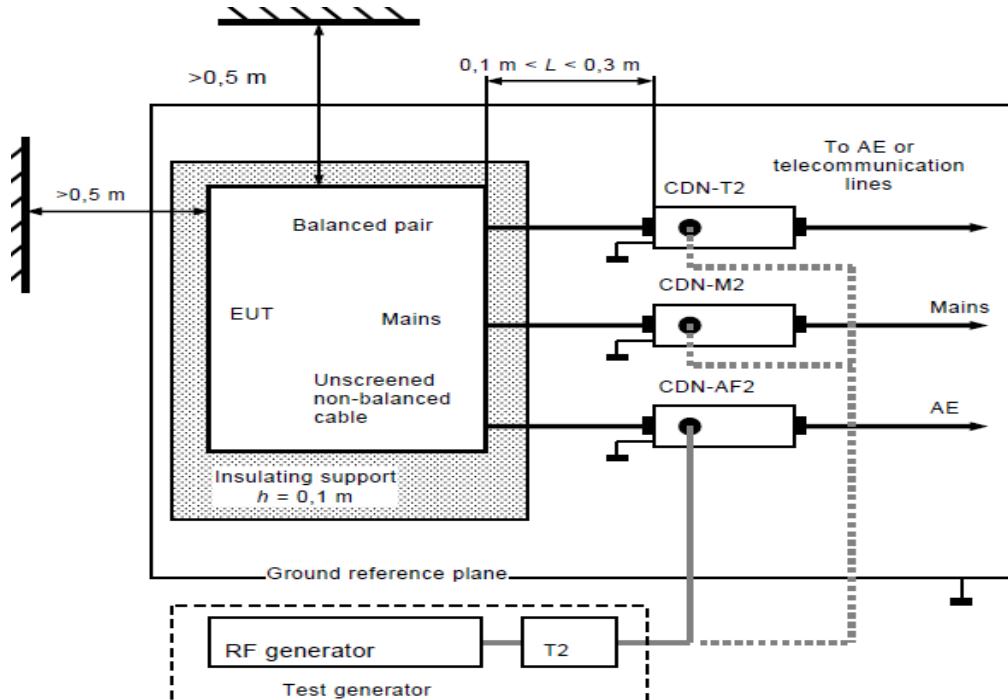 >0,5 m
0,1 m < L < 0,3 m
>0,5 m
To AE or
telecommunication
lines
CDN-T2
Balanced pair
CDN-M2
EUT
Mains
Mains
Unscreened
non-balanced
cable
CDN-AF2
AE
Insulating support
h = 0,1 m
Ground reference plane
RF generator
T2
Test generator